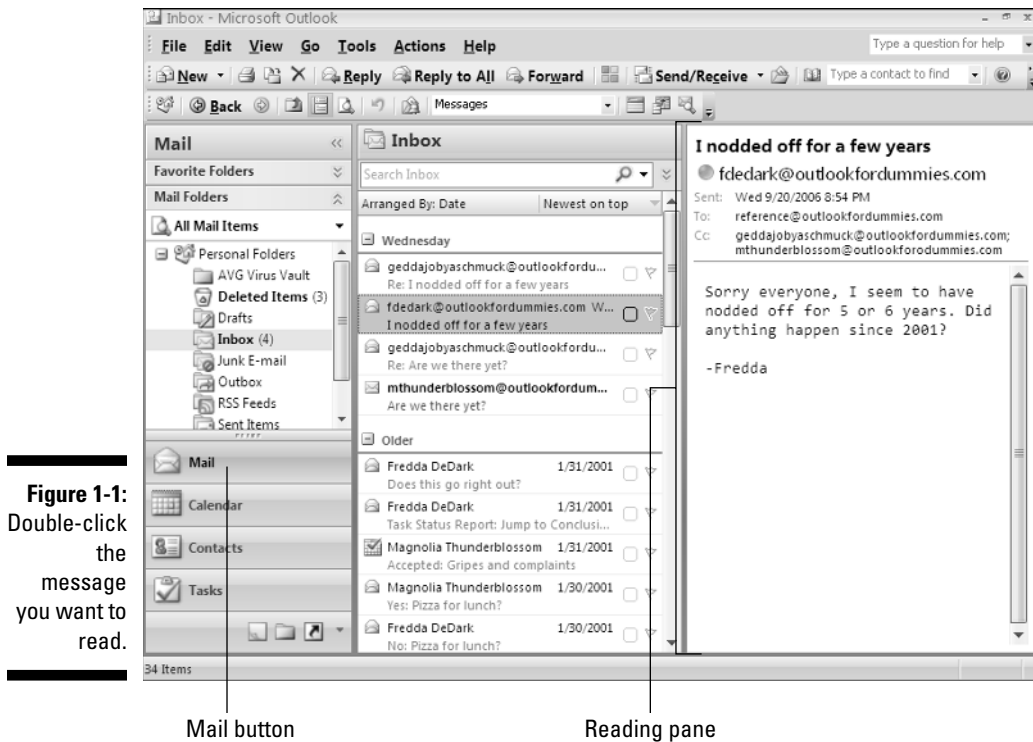 Inbox - Microsoft Outlook
File Edit View Go Tools Actions Help
Type a question for help
New Reply Reply to All Forward Send/Receive Type a contact to find
Back Messages
Mail
Favorite Folders
Mail Folders
All Mail Items
Personal Folders
AVG Virus Vault
Deleted Items (3)
Drafts
Inbox (4)
Junk E-mail
Outbox
RSS Feeds
Sent Items
Mail
Calendar
Contacts
Tasks
Inbox
Search Inbox
Arranged By: Date Newest on top
Wednesday
geddajobyaschmuck@outlookfordu...
Re: I nodded off for a few years
fdedark@outlookfordummies.com W...
I nodded off for a few years
geddajobyaschmuck@outlookfordu...
Re: Are we there yet?
mthunderblossom@outlookfordum...
Are we there yet?
Older
Fredda DeDark 1/31/2001
Does this go right out?
Fredda DeDark 1/31/2001
Task Status Report: Jump to Conclusi...
Magnolia Thunderblossom 1/31/2001
Accepted: Gripes and complaints
Magnolia Thunderblossom 1/30/2001
Yes: Pizza for lunch?
Fredda DeDark 1/30/2001
No: Pizza for lunch?
I nodded off for a few years
fdedark@outlookfordummies.com
Sent: Wed 9/20/2006 8:54 PM
To: reference@outlookfordummies.com
Cc: geddajobyaschmuck@outlookfordummies.com;
mthunderblossom@outlookforodummies.com
Sorry everyone, I seem to have
nodded off for 5 or 6 years. Did
anything happen since 2001?
-Fredda
34 Items
Figure 1-1:
Double-click
the
message
you want to
read.
Mail button
Reading pane